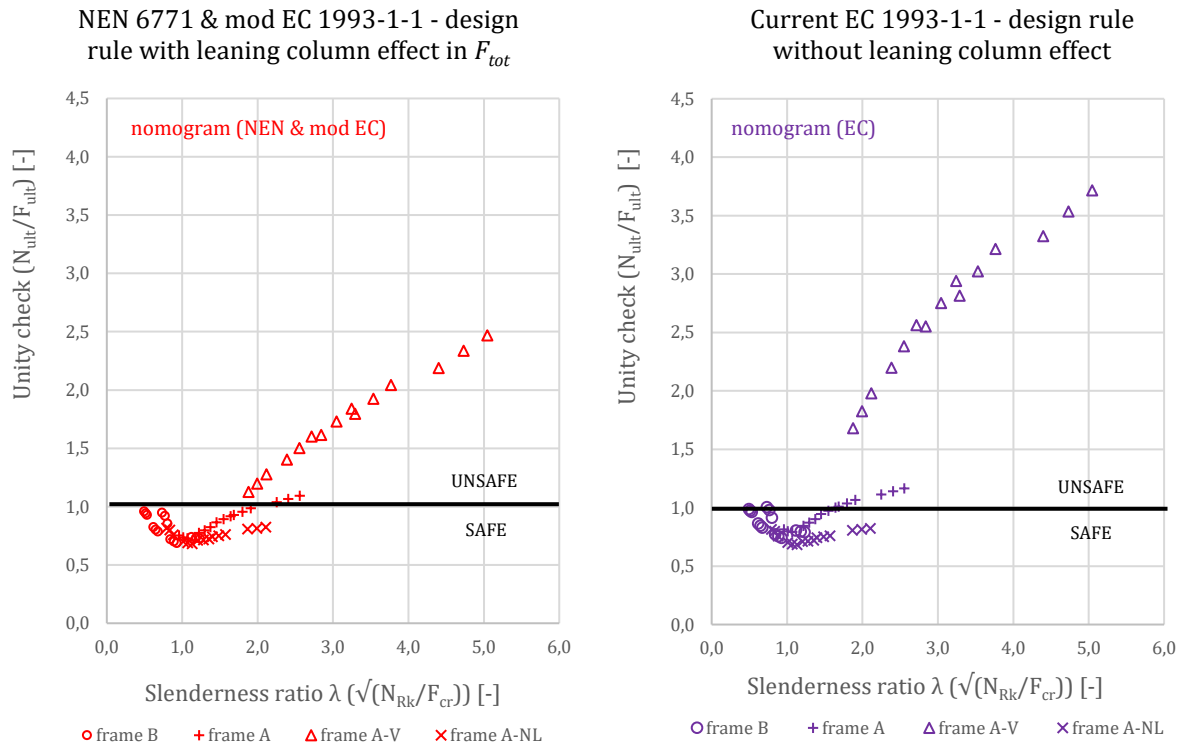 NEN 6771 & mod EC 1993-1-1 - design
rule with leaning column effect in F_tot
4,5
nomogram (NEN & mod EC)
4,0
3,5
3,0
2,5
2,0
1,5
1,0
0,5
0,0
UNSAFE
SAFE
Unity check (N_ult/F_ult) [-]
0,0 1,0 2,0 3,0 4,0 5,0 6,0
Slenderness ratio λ (√(N_Rk/F_cr)) [-]
frame B frame A frame A-V frame A-NL
Current EC 1993-1-1 - design rule
without leaning column effect
4,5
nomogram (EC)
4,0
3,5
3,0
2,5
2,0
1,5
1,0
0,5
0,0
UNSAFE
SAFE
Unity check (N_ult/F_ult) [-]
0,0 1,0 2,0 3,0 4,0 5,0 6,0
Slenderness ratio λ (√(N_Rk/F_cr)) [-]
frame B frame A frame A-V frame A-NL